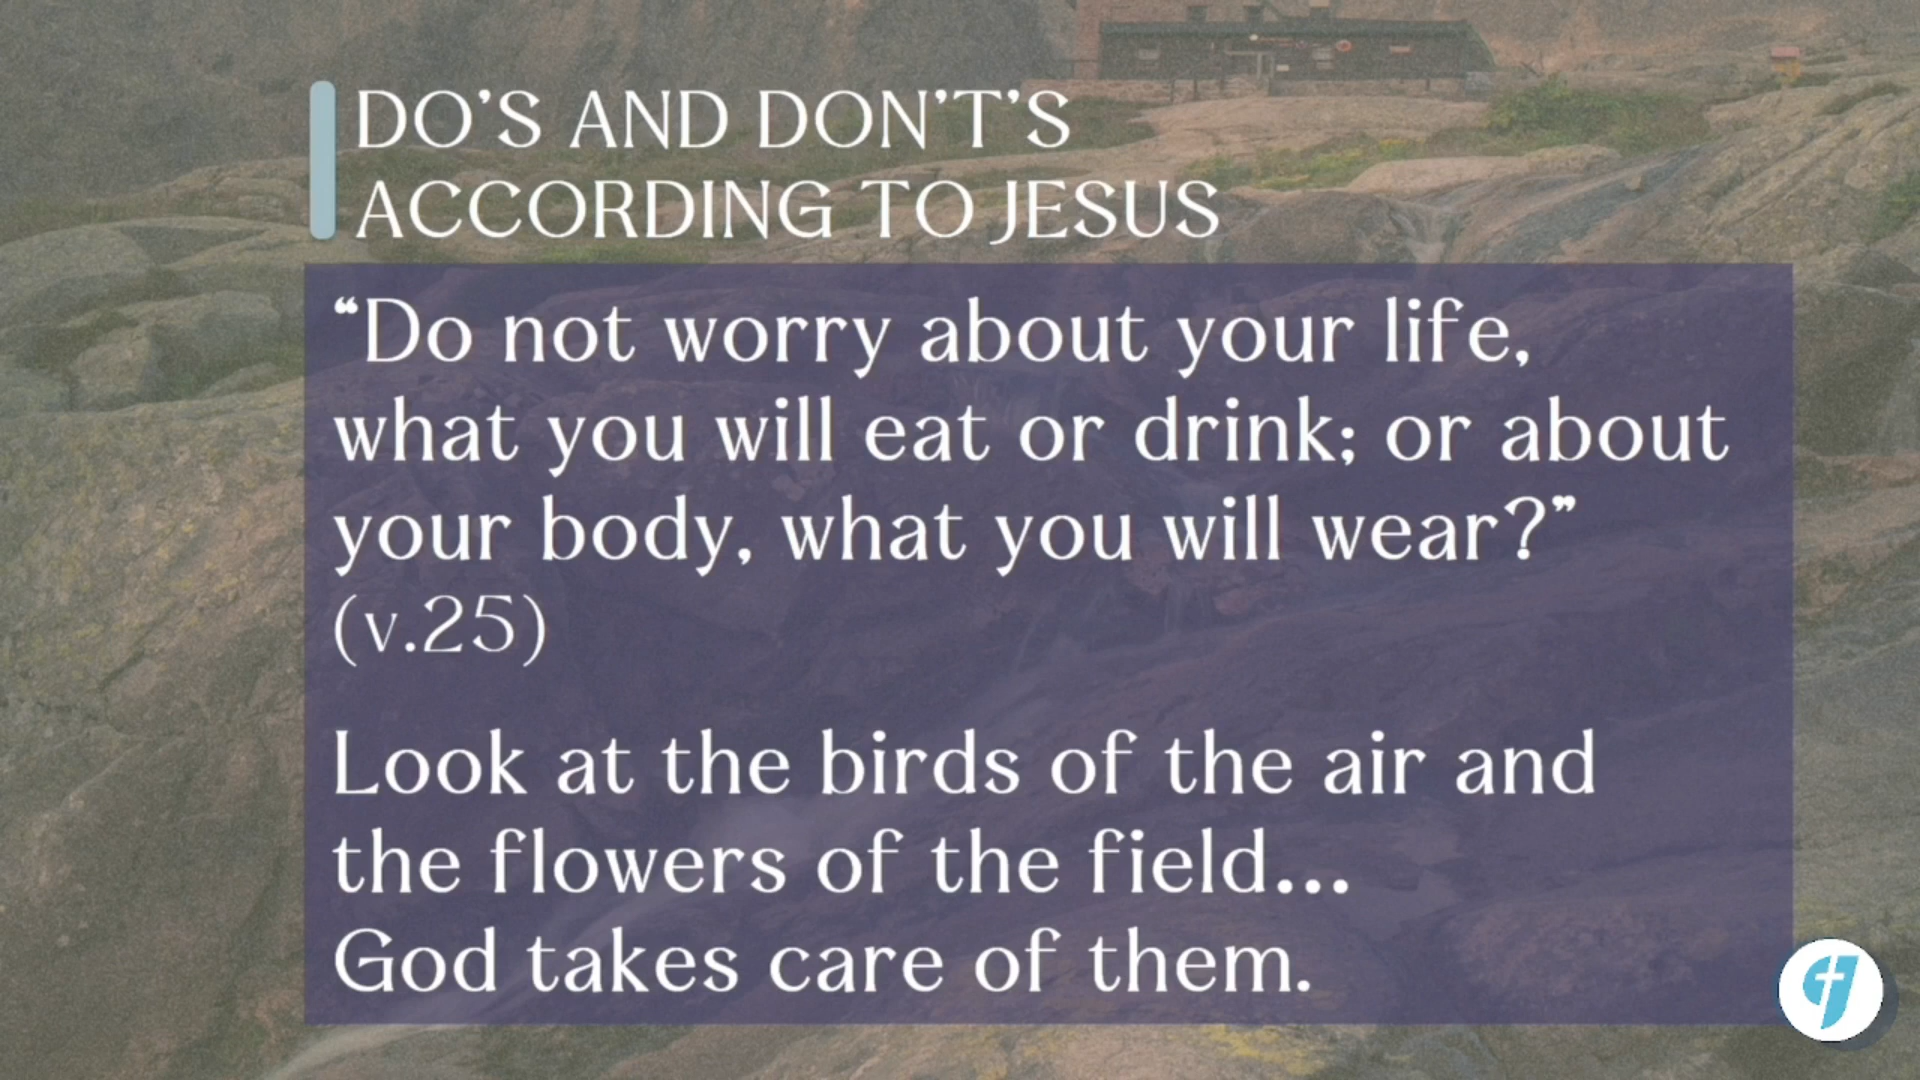 DO’S AND DON’T’S
ACCORDING TO JESUS
“Do not worry about your life,
what you will eat or drink; or about
your body, what you will wear?”
(v.25)
Look at the birds of the air and
the flowers of the field...
God takes care of them.